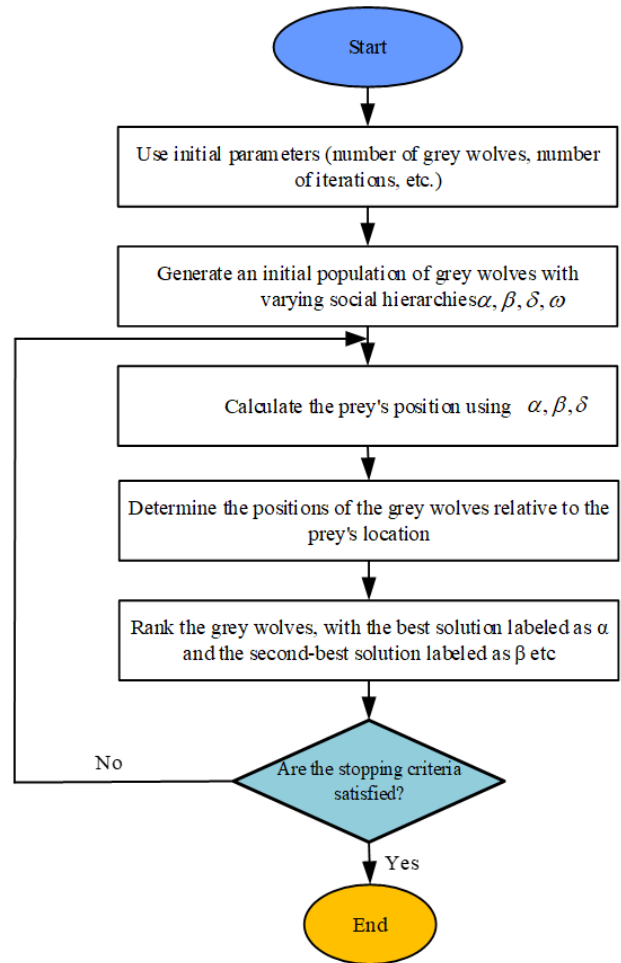 Start
Use initial parameters (number of grey wolves, number
of iterations, etc.)
Generate an initial population of grey wolves with
varying social hierarchies α, β, δ, ω
Calculate the prey's position using α, β, δ
Determine the positions of the grey wolves relative to the
prey's location
Rank the grey wolves, with the best solution labeled as α
and the second-best solution labeled as β etc
Are the stopping criteria
satisfied?
No
Yes
End